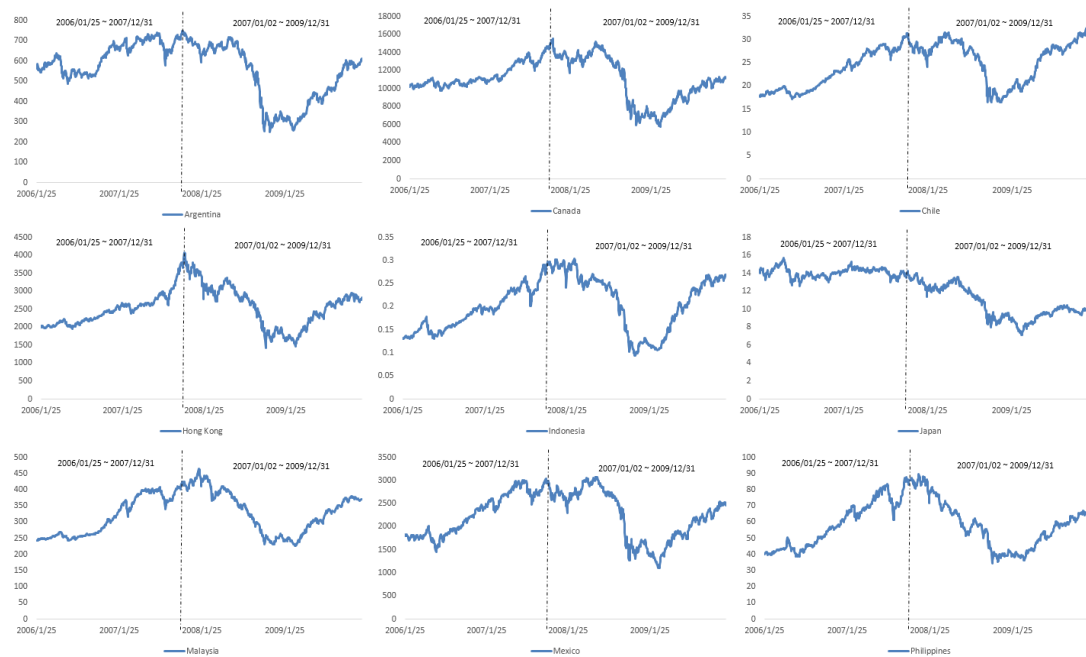 2006/01/25 ~ 2007/12/31
2007/01/02 ~ 2009/12/31
800
700
600
500
400
300
200
100
0
2006/1/25 2007/1/25 2008/1/25 2009/1/25
Argentina
2006/01/25 ~ 2007/12/31
2007/01/02 ~ 2009/12/31
18000
16000
14000
12000
10000
8000
6000
4000
2000
0
2006/1/25 2007/1/25 2008/1/25 2009/1/25
Canada
2006/01/25 ~ 2007/12/31
2007/01/02 ~ 2009/12/31
35
30
25
20
15
10
5
0
2006/1/25 2007/1/25 2008/1/25 2009/1/25
Chile
2006/01/25 ~ 2007/12/31
2007/01/02 ~ 2009/12/31
4500
4000
3500
3000
2500
2000
1500
1000
500
0
2006/1/25 2007/1/25 2008/1/25 2009/1/25
Hong Kong
2006/01/25 ~ 2007/12/31
2007/01/02 ~ 2009/12/31
0.35
0.3
0.25
0.2
0.15
0.1
0.05
0
2006/1/25 2007/1/25 2008/1/25 2009/1/25
Indonesia
2006/01/25 ~ 2007/12/31
2007/01/02 ~ 2009/12/31
18
16
14
12
10
8
6
4
2
0
2006/1/25 2007/1/25 2008/1/25 2009/1/25
Japan
2006/01/25 ~ 2007/12/31
2007/01/02 ~ 2009/12/31
500
450
400
350
300
250
200
150
100
50
0
2006/1/25 2007/1/25 2008/1/25 2009/1/25
Malaysia
2006/01/25 ~ 2007/12/31
2007/01/02 ~ 2009/12/31
3500
3000
2500
2000
1500
1000
500
0
2006/1/25 2007/1/25 2008/1/25 2009/1/25
Mexico
2006/01/25 ~ 2007/12/31
2007/01/02 ~ 2009/12/31
100
90
80
70
60
50
40
30
20
10
0
2006/1/25 2007/1/25 2008/1/25 2009/1/25
Philippines